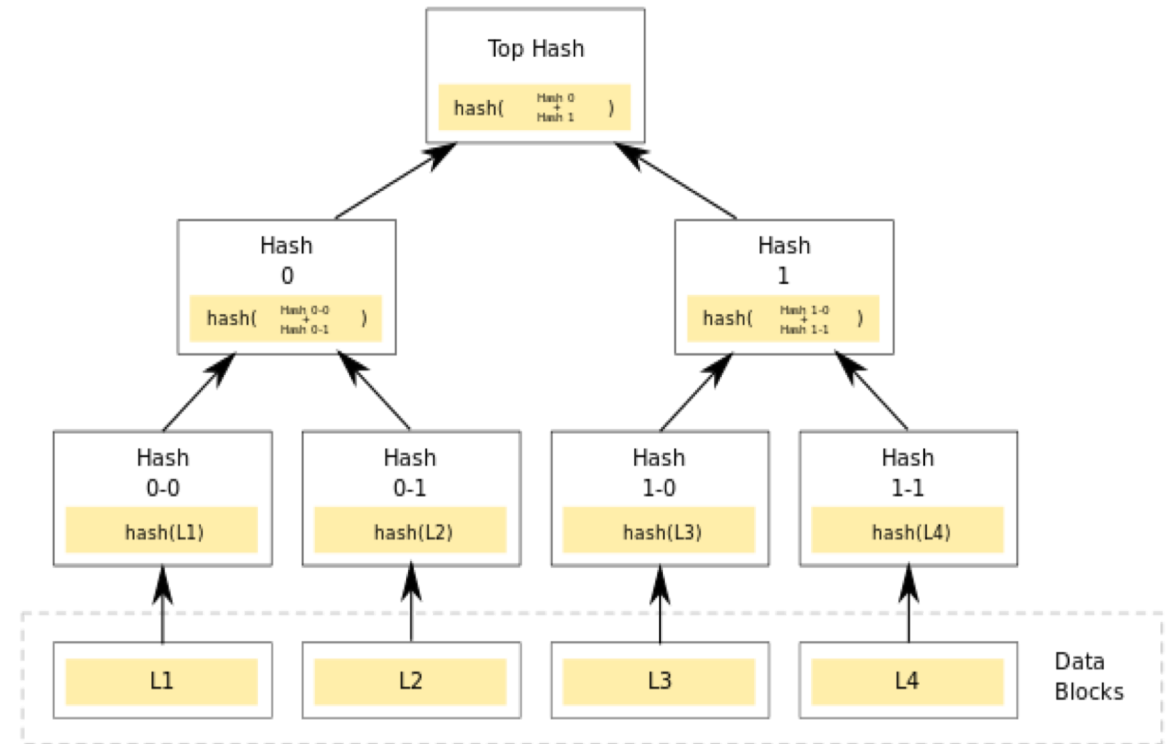 Top Hash
hash( Hash 0 + Hash 1 )
Hash
0
hash( Hash 0-0 + Hash 0-1 )
Hash
1
hash( Hash 1-0 + Hash 1-1 )
Hash
0-0
hash(L1)
Hash
0-1
hash(L2)
Hash
1-0
hash(L3)
Hash
1-1
hash(L4)
L1
L2
L3
L4
Data
Blocks